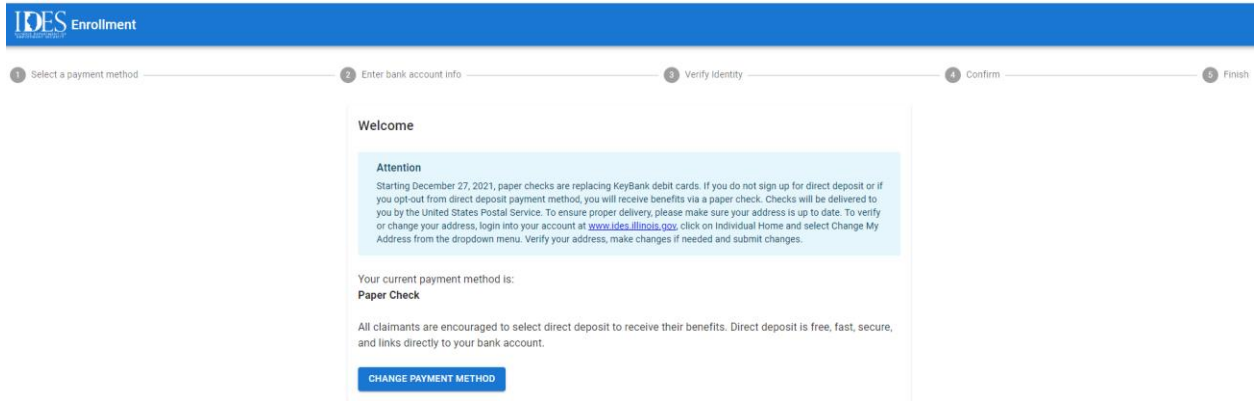 IDES Enrollment
1 Select a payment method
2 Enter bank account info
3 Verify Identity
4 Confirm
5 Finish
Welcome
Attention
Starting December 27, 2021, paper checks are replacing KeyBank debit cards. If you do not sign up for direct deposit or if
you opt-out from direct deposit payment method, you will receive benefits via a paper check. Checks will be delivered to
you by the United States Postal Service. To ensure proper delivery, please make sure your address is up to date. To verify
or change your address, login into your account at www.ides.illinois.gov, click on Individual Home and select Change My
Address from the dropdown menu. Verify your address, make changes if needed and submit changes.
Your current payment method is:
Paper Check
All claimants are encouraged to select direct deposit to receive their benefits. Direct deposit is free, fast, secure,
and links directly to your bank account.
CHANGE PAYMENT METHOD